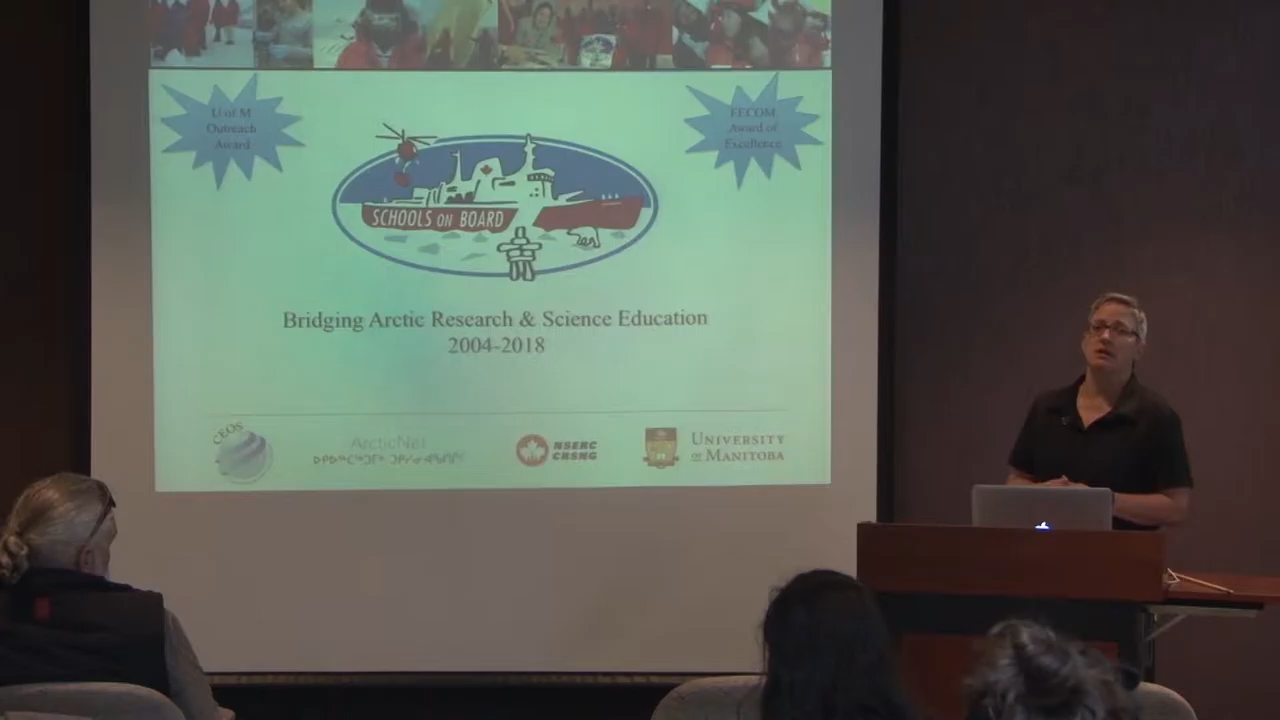 U of M
Outreach
Award
EECOM
Award of
Excellence
SCHOOLS ON BOARD
Bridging Arctic Research & Science Education
2004-2018
CEOS
ArcticNet
NSERC
CRSNG
UNIVERSITY
OF MANITOBA